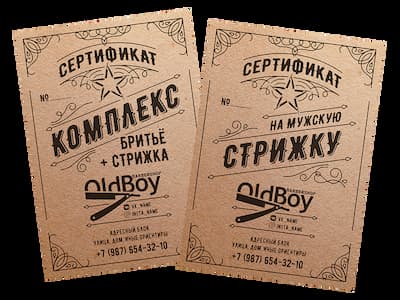 СЕРТИФИКАТ
№
КОМПЛЕКС
БРИТЬЁ
+ СТРИЖКА
OldBoy
BARBERSHOP
VK_NAME
INSTA_NAME
АДРЕСНЫЙ БЛОК
УЛИЦА, ДОМ, ИНЫЕ ОРИЕНТИРЫ
+7 (987) 654-32-10
СЕРТИФИКАТ
№
НА МУЖСКУЮ
СТРИЖКУ
OldBoy
BARBERSHOP
VK_NAME
INSTA_NAME
АДРЕСНЫЙ БЛОК
УЛИЦА, ДОМ, ИНЫЕ ОРИЕНТИРЫ
+7 (987) 654-32-10